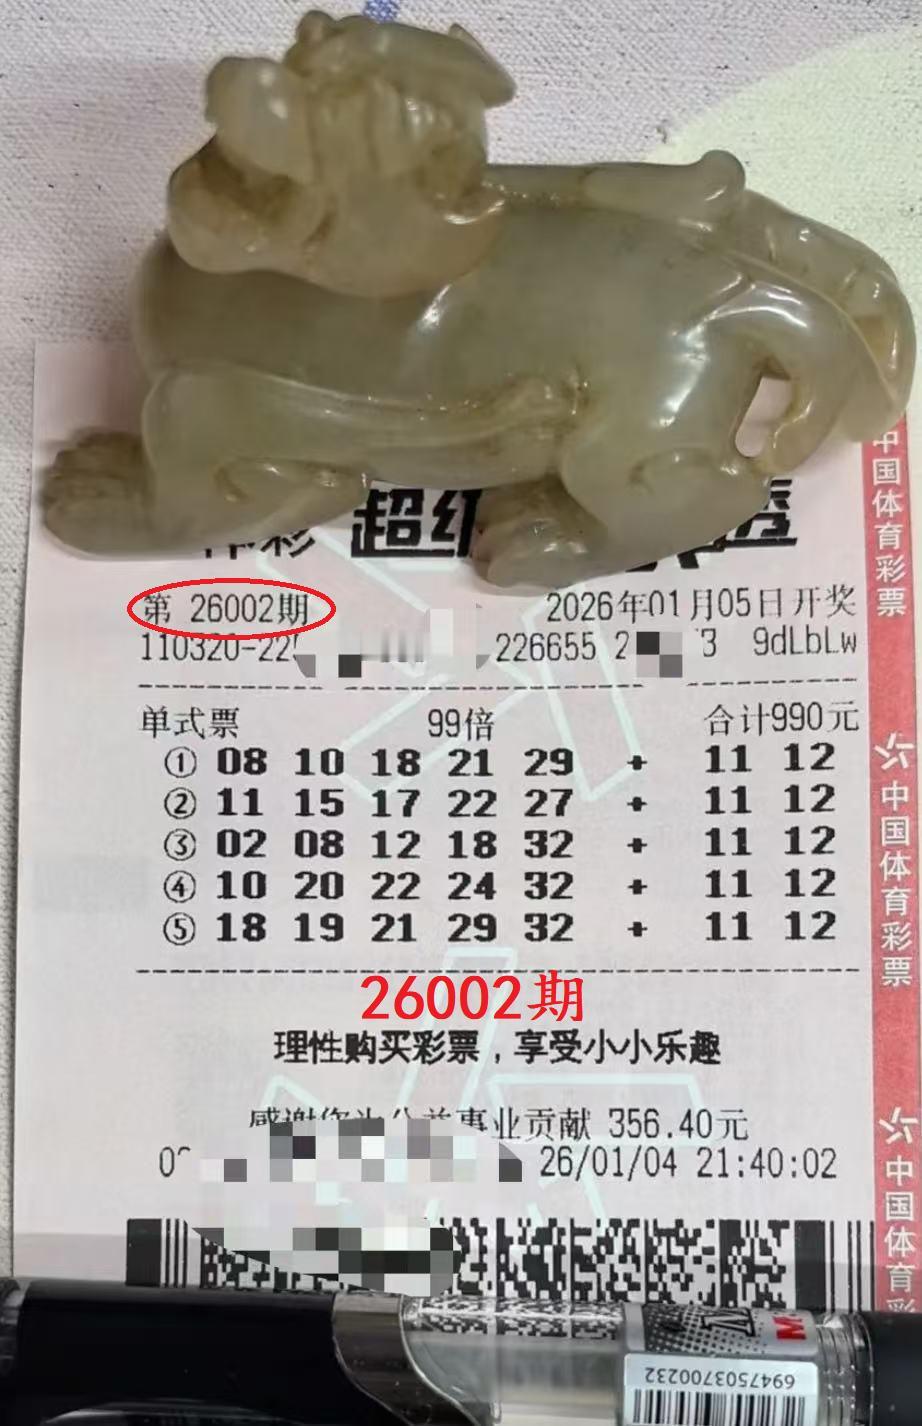 体彩 超级 透
第 26002期 2026年01月05日开奖
110320-225 226655 2 3 9dLbLw
单式票 99倍 合计990元
① 08 10 18 21 29 + 11 12
② 11 15 17 22 27 + 11 12
③ 02 08 12 18 32 + 11 12
④ 10 20 22 24 32 + 11 12
⑤ 18 19 21 29 32 + 11 12
26002期
理性购买彩票，享受小小乐趣
感谢您为公益事业贡献 356.40元
26/01/04 21:40:02
中国体育彩票
中国体育彩票
中国体育彩
6947503700232